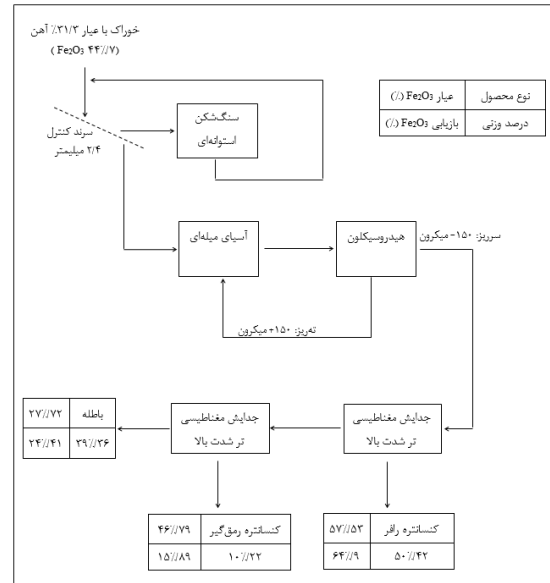 خوراک با عیار ۳۱/۳٪ آهن
( Fe₂O₃ ۴۴٪/۷)
نوع محصول
عیار Fe₂O₃ (٪)
درصد وزنی
بازیابی Fe₂O₃ (٪)
سنگ‌شکن
استوانه‌ای
سرند کنترل
۲/۴ میلیمتر
آسیای میله‌ای
هیدروسیکلون
سرریز: ۱۵۰- میکرون
ته‌ریز: ۱۵۰+ میکرون
جدایش مغناطیسی
تر شدت بالا
جدایش مغناطیسی
تر شدت بالا
باطله
۲۷٪/۷۲
۳۹٪/۳۶
۲۴٪/۴۱
کنسانتره رافر
۵۷٪/۵۳
۵۰٪/۴۲
۶۴٪/۹
کنسانتره رمق‌گیر
۴۶٪/۷۹
۱۰٪/۲۲
۱۵٪/۸۹